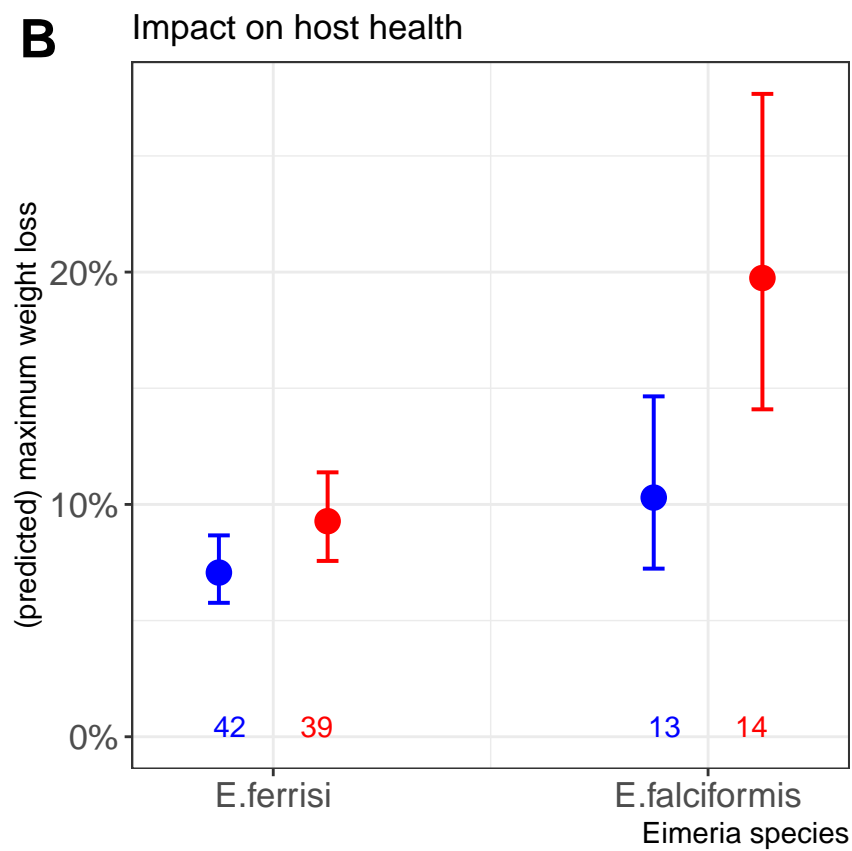 B
Impact on host health
(predicted) maximum weight loss
20%
10%
0%
42 39 13 14
E.ferrisi E.falciformis
Eimeria species